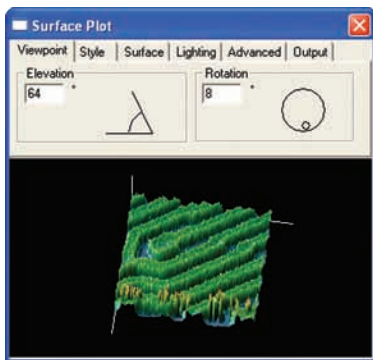 Surface Plot
Viewpoint Style Surface Lighting Advanced Output
Elevation Rotation
64 ° 8 °